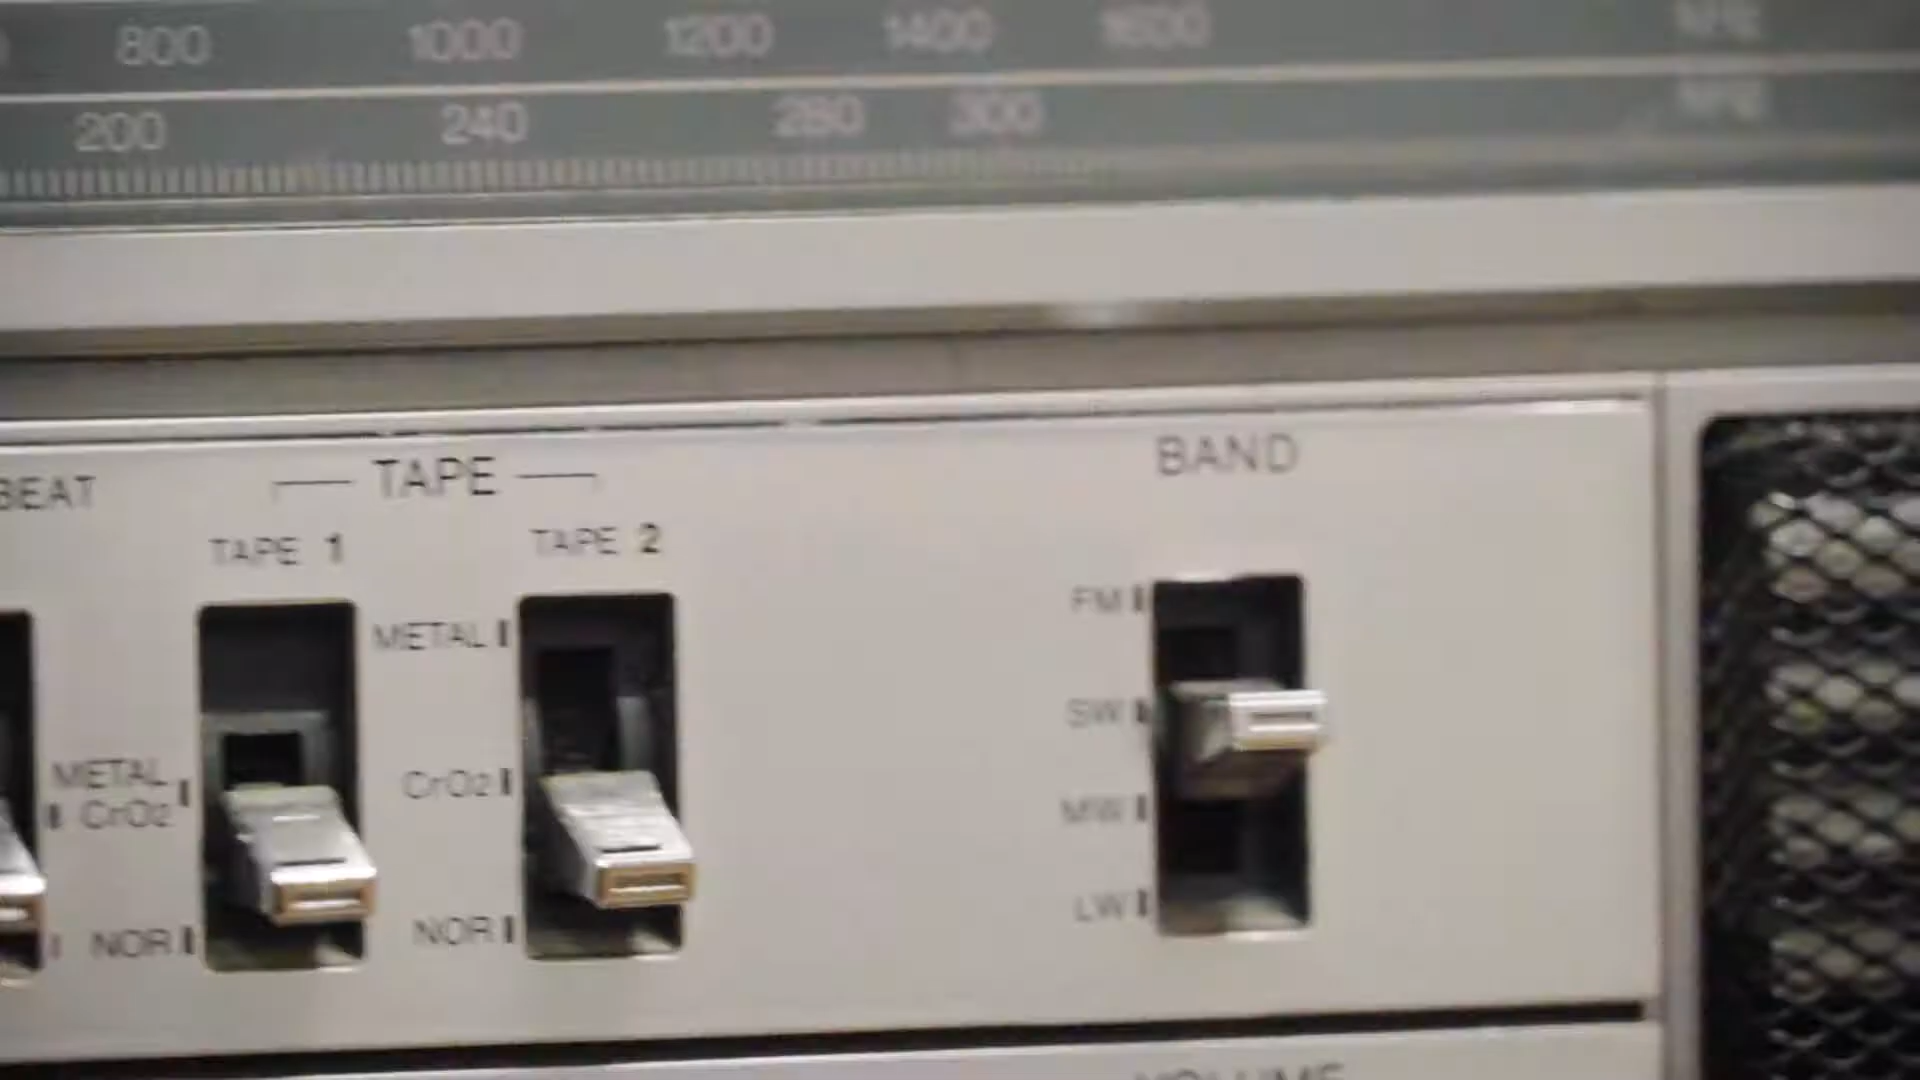 800 1000 1200 1400 1600
200 240 280 300
BEAT
TAPE
BAND
TAPE 1
TAPE 2
FM
METAL
SW
METAL
CrO2
CrO2
MW
LW
NOR
NOR
VOLUME